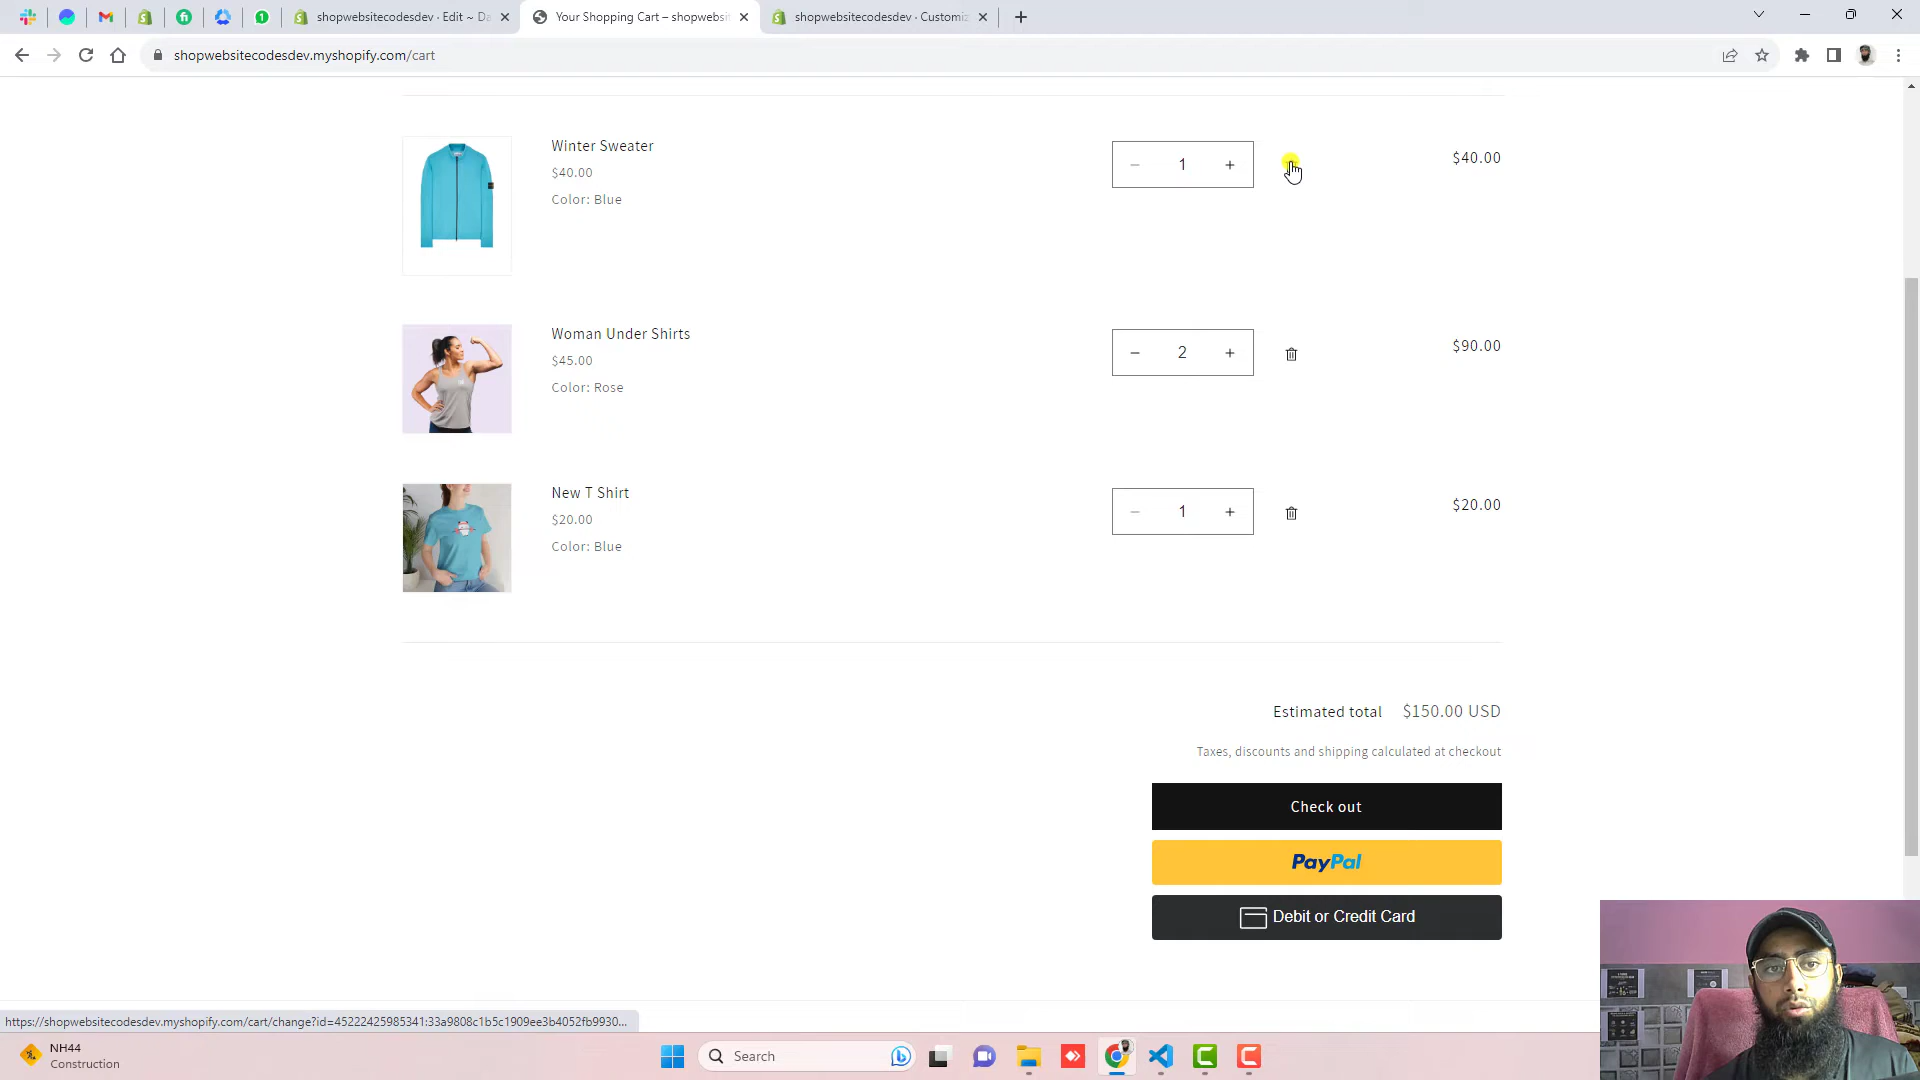 shopwebsitecodesdev · Edit ~ Da
Your Shopping Cart – shopwebsit
shopwebsitecodesdev · Customiz
shopwebsitecodesdev.myshopify.com/cart
Winter Sweater
$40.00
Color: Blue
1
$40.00
Woman Under Shirts
$45.00
Color: Rose
2
$90.00
New T Shirt
$20.00
Color: Blue
1
$20.00
Estimated total $150.00 USD
Taxes, discounts and shipping calculated at checkout
Check out
PayPal
Debit or Credit Card
https://shopwebsitecodesdev.myshopify.com/cart/change?id=45222425985341:33a9808c1b5c1909ee3b4052fb9930...
NH44
Construction
Search